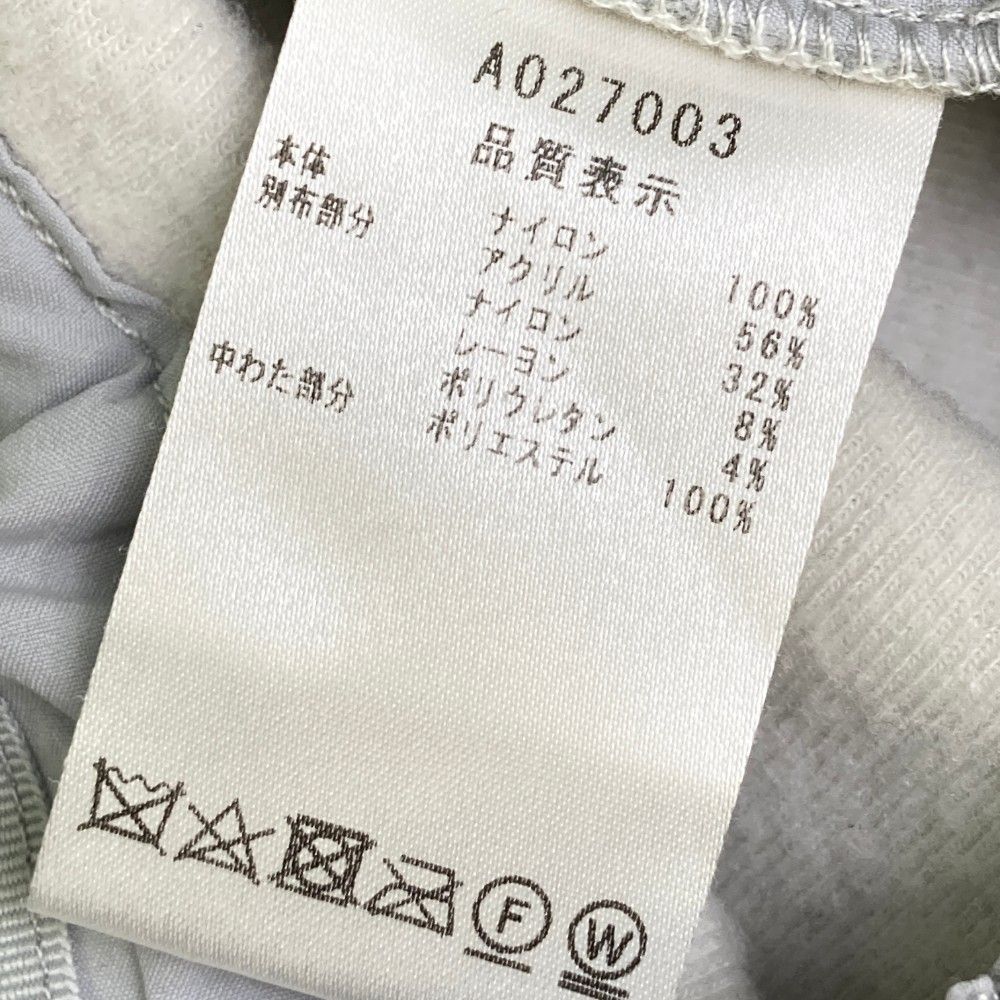 A027003
品質表示
本体 ナイロン 100%
別布部分 アクリル 56%
ナイロン 32%
レーヨン 8%
ポリウレタン 4%
中わた部分 ポリエステル 100%
F W